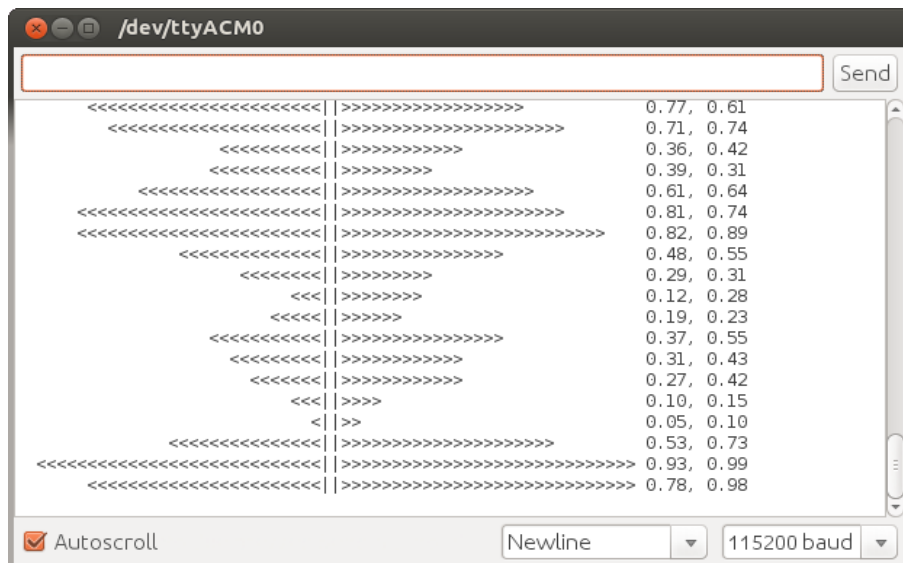 /dev/ttyACM0
Send
<<<<<<<<<<<<<<<<<<<<<<<||>>>>>>>>>>>>>>>>>> 0.77, 0.61
<<<<<<<<<<<<<<<<<<<<<||>>>>>>>>>>>>>>>>>>>>>> 0.71, 0.74
<<<<<<<<<<||>>>>>>>>>>>> 0.36, 0.42
<<<<<<<<<<<||>>>>>>>>> 0.39, 0.31
<<<<<<<<<<<<<<<<<<||>>>>>>>>>>>>>>>>>>> 0.61, 0.64
<<<<<<<<<<<<<<<<<<<<<<<<||>>>>>>>>>>>>>>>>>>>>>> 0.81, 0.74
<<<<<<<<<<<<<<<<<<<<<<<<||>>>>>>>>>>>>>>>>>>>>>>>>>> 0.82, 0.89
<<<<<<<<<<<<<<||>>>>>>>>>>>>>>>> 0.48, 0.55
<<<<<<<<||>>>>>>>>> 0.29, 0.31
<<<||>>>>>>>> 0.12, 0.28
<<<<<||>>>>>> 0.19, 0.23
<<<<<<<<<<<||>>>>>>>>>>>>>>>> 0.37, 0.55
<<<<<<<<<||>>>>>>>>>>>> 0.31, 0.43
<<<<<<<||>>>>>>>>>>>> 0.27, 0.42
<<<||>>>> 0.10, 0.15
<||>> 0.05, 0.10
<<<<<<<<<<<<<<<||>>>>>>>>>>>>>>>>>>>>> 0.53, 0.73
<<<<<<<<<<<<<<<<<<<<<<<<<<<<||>>>>>>>>>>>>>>>>>>>>>>>>>>>>> 0.93, 0.99
<<<<<<<<<<<<<<<<<<<<<<<||>>>>>>>>>>>>>>>>>>>>>>>>>>>>> 0.78, 0.98
Autoscroll Newline 115200 baud